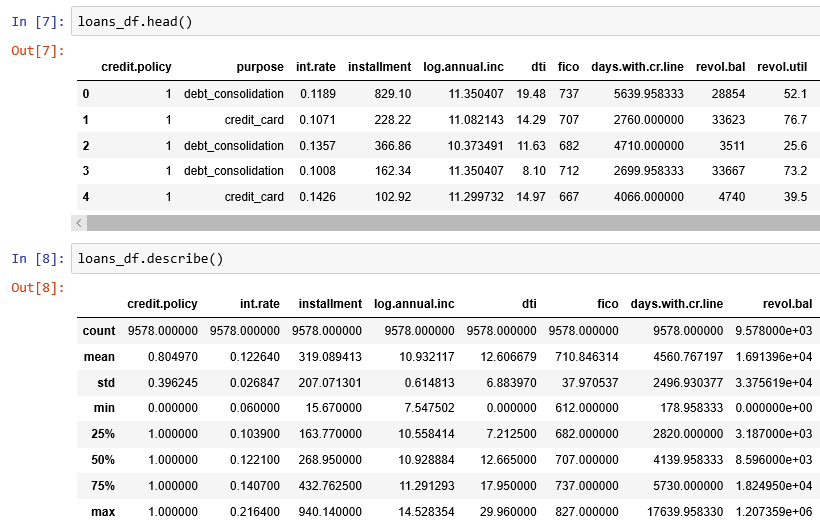 In [7]: loans_df.head()
Out[7]:
credit.policy purpose int.rate installment log.annual.inc dti fico days.with.cr.line revol.bal revol.util
0 1 debt_consolidation 0.1189 829.10 11.350407 19.48 737 5639.958333 28854 52.1
1 1 credit_card 0.1071 228.22 11.082143 14.29 707 2760.000000 33623 76.7
2 1 debt_consolidation 0.1357 366.86 10.373491 11.63 682 4710.000000 3511 25.6
3 1 debt_consolidation 0.1008 162.34 11.350407 8.10 712 2699.958333 33667 73.2
4 1 credit_card 0.1426 102.92 11.299732 14.97 667 4066.000000 4740 39.5
In [8]: loans_df.describe()
Out[8]:
credit.policy int.rate installment log.annual.inc dti fico days.with.cr.line revol.bal
count 9578.000000 9578.000000 9578.000000 9578.000000 9578.000000 9578.000000 9578.000000 9.578000e+03
mean 0.804970 0.122640 319.089413 10.932117 12.606679 710.846314 4560.767197 1.691396e+04
std 0.396245 0.026847 207.071301 0.614813 6.883970 37.970537 2496.930377 3.375619e+04
min 0.000000 0.060000 15.670000 7.547502 0.000000 612.000000 178.958333 0.000000e+00
25% 1.000000 0.103900 163.770000 10.558414 7.212500 682.000000 2820.000000 3.187000e+03
50% 1.000000 0.122100 268.950000 10.928884 12.665000 707.000000 4139.958333 8.596000e+03
75% 1.000000 0.140700 432.762500 11.291293 17.950000 737.000000 5730.000000 1.824950e+04
max 1.000000 0.216400 940.140000 14.528354 29.960000 827.000000 17639.958330 1.207359e+06